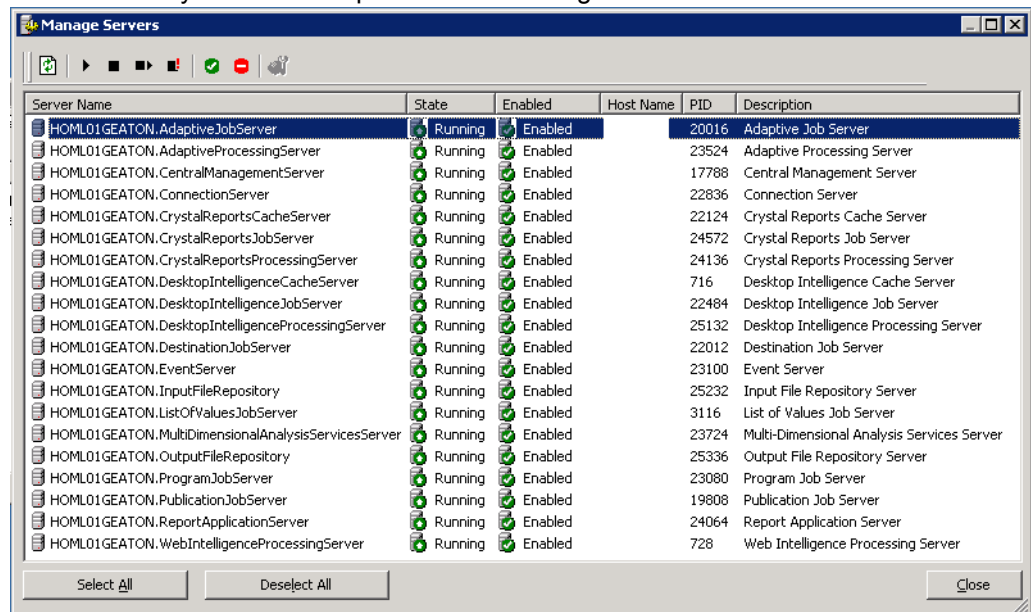 Manage Servers
Server Name State Enabled Host Name PID Description
HOML01GEATON.AdaptiveJobServer Running Enabled 20016 Adaptive Job Server
HOML01GEATON.AdaptiveProcessingServer Running Enabled 23524 Adaptive Processing Server
HOML01GEATON.CentralManagementServer Running Enabled 17788 Central Management Server
HOML01GEATON.ConnectionServer Running Enabled 22836 Connection Server
HOML01GEATON.CrystalReportsCacheServer Running Enabled 22124 Crystal Reports Cache Server
HOML01GEATON.CrystalReportsJobServer Running Enabled 24572 Crystal Reports Job Server
HOML01GEATON.CrystalReportsProcessingServer Running Enabled 24136 Crystal Reports Processing Server
HOML01GEATON.DesktopIntelligenceCacheServer Running Enabled 716 Desktop Intelligence Cache Server
HOML01GEATON.DesktopIntelligenceJobServer Running Enabled 22484 Desktop Intelligence Job Server
HOML01GEATON.DesktopIntelligenceProcessingServer Running Enabled 25132 Desktop Intelligence Processing Server
HOML01GEATON.DestinationJobServer Running Enabled 22012 Destination Job Server
HOML01GEATON.EventServer Running Enabled 23100 Event Server
HOML01GEATON.InputFileRepository Running Enabled 25232 Input File Repository Server
HOML01GEATON.ListOfValuesJobServer Running Enabled 3116 List of Values Job Server
HOML01GEATON.MultiDimensionalAnalysisServicesServer Running Enabled 23724 Multi-Dimensional Analysis Services Server
HOML01GEATON.OutputFileRepository Running Enabled 25336 Output File Repository Server
HOML01GEATON.ProgramJobServer Running Enabled 23080 Program Job Server
HOML01GEATON.PublicationJobServer Running Enabled 19808 Publication Job Server
HOML01GEATON.ReportApplicationServer Running Enabled 24064 Report Application Server
HOML01GEATON.WebIntelligenceProcessingServer Running Enabled 728 Web Intelligence Processing Server
Select All Deselect All Close